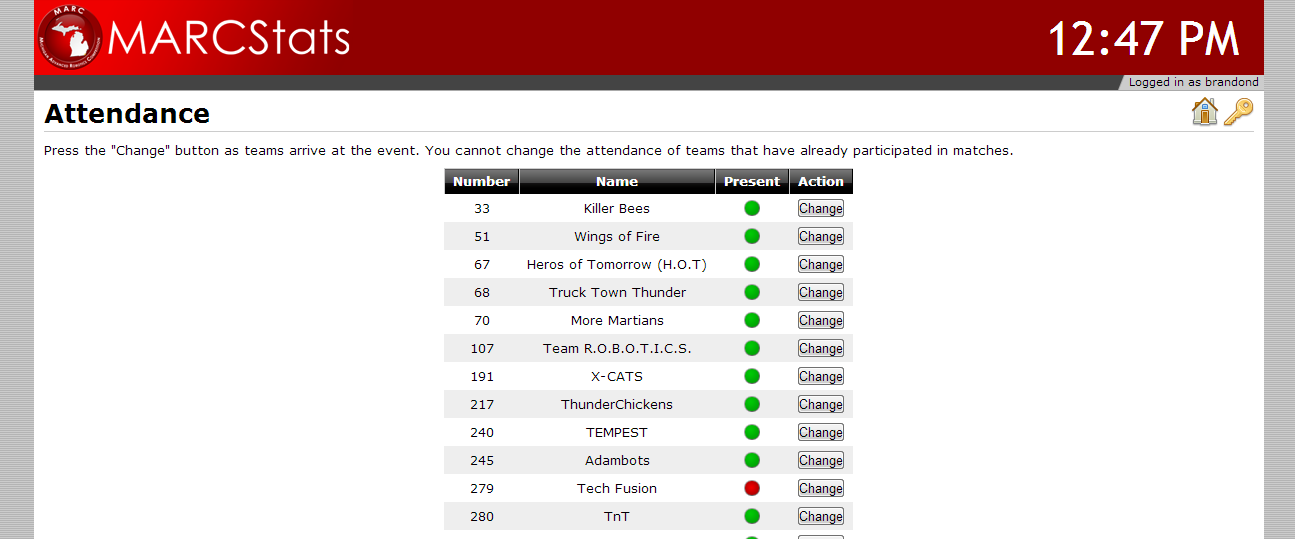 MARC
MARCStats
12:47 PM
Logged in as brandond
Attendance
Press the "Change" button as teams arrive at the event. You cannot change the attendance of teams that have already participated in matches.
Number Name Present Action
33 Killer Bees Change
51 Wings of Fire Change
67 Heros of Tomorrow (H.O.T) Change
68 Truck Town Thunder Change
70 More Martians Change
107 Team R.O.B.O.T.I.C.S. Change
191 X-CATS Change
217 ThunderChickens Change
240 TEMPEST Change
245 Adambots Change
279 Tech Fusion Change
280 TnT Change